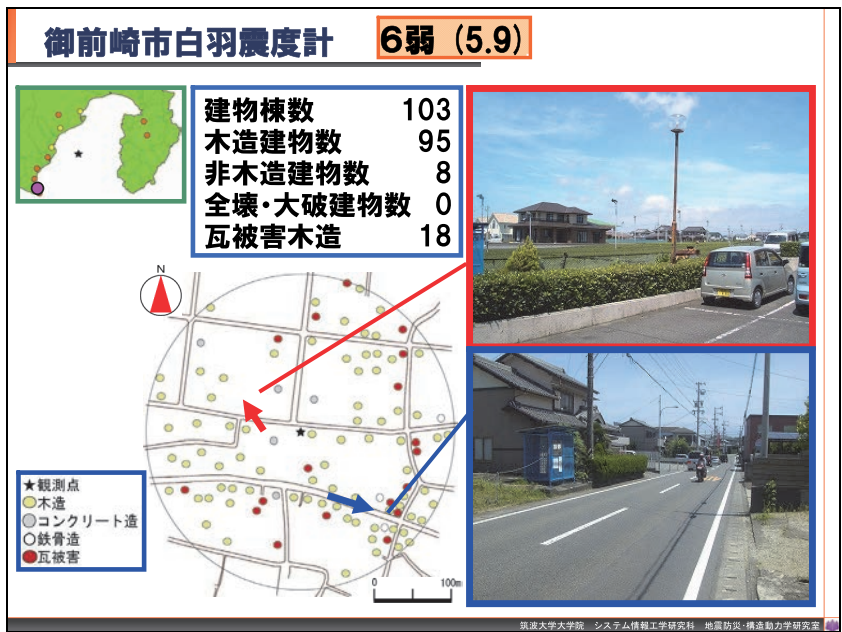 御前崎市白羽震度計
６弱（5.9）
建物棟数 103
木造建物数 95
非木造建物数 8
全壊・大破建物数 0
瓦被害木造 18
N
★観測点
木造
コンクリート造
鉄骨造
瓦被害
0 100m
筑波大学大学院 システム情報工学研究科 地震防災・構造動力学研究室